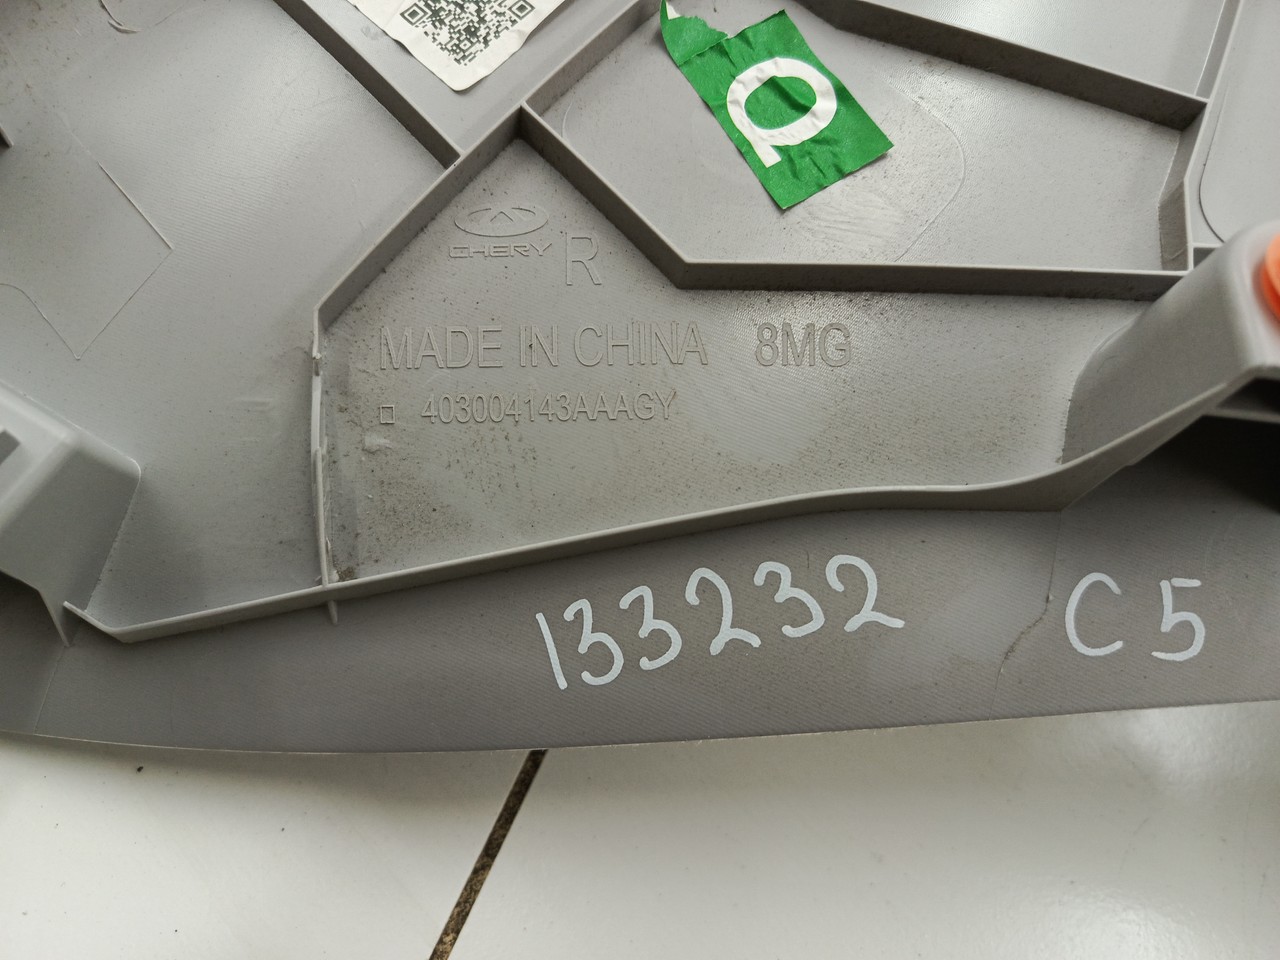 CHERY
R
MADE IN CHINA 8MG
403004143AAAGY
133232 C5